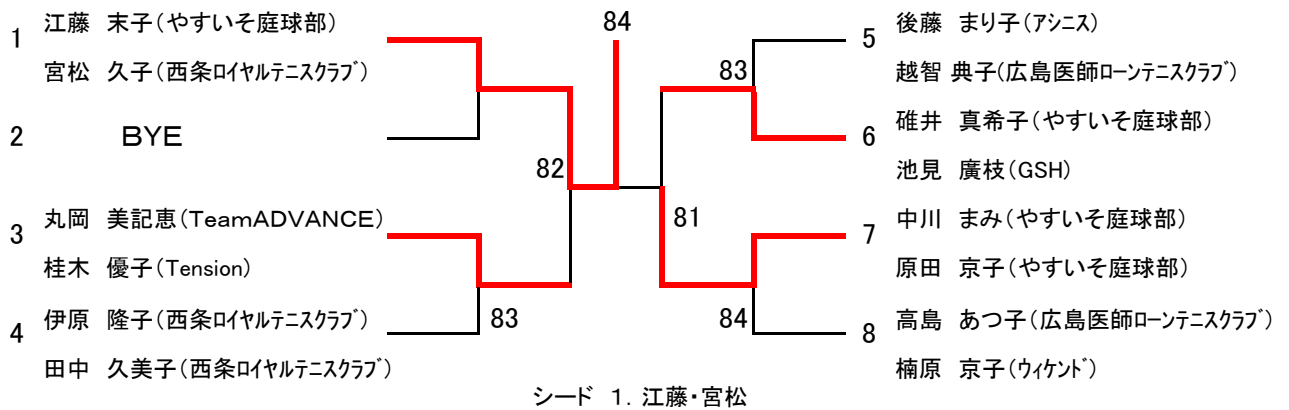 1
江藤　末子(やすいそ庭球部)
宮松　久子(西条ﾛｲﾔﾙﾃﾆｽｸﾗﾌﾞ)
2
ＢＹＥ
3
丸岡　美記恵(ＴｅａｍＡＤＶＡＮＣＥ)
桂木　優子(Tension)
4
伊原　隆子(西条ﾛｲﾔﾙﾃﾆｽｸﾗﾌﾞ)
田中　久美子(西条ﾛｲﾔﾙﾃﾆｽｸﾗﾌﾞ)
82
83
84
83
81
84
5
後藤　まり子(ｱｼﾆｽ)
越智 典子(広島医師ﾛｰﾝﾃﾆｽｸﾗﾌﾞ)
6
碓井　真希子(やすいそ庭球部)
池見　廣枝(GSH)
7
中川　まみ(やすいそ庭球部)
原田　京子(やすいそ庭球部)
8
高島　あつ子(広島医師ﾛｰﾝﾃﾆｽｸﾗﾌﾞ)
楠原　京子(ｳｨｹﾝﾄﾞ)
シード　１．江藤・宮松